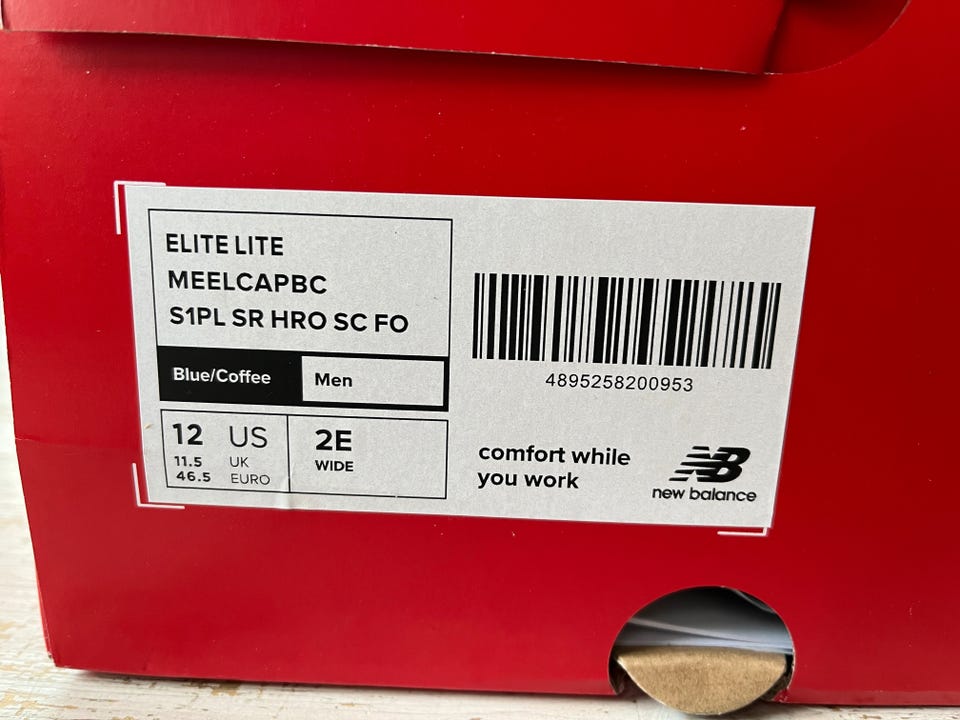 ELITE LITE
MEELCAPBC
S1PL SR HRO SC FO
Blue/Coffee
Men
12 US
11.5 UK
46.5 EURO
2E
WIDE
4895258200953
comfort while
you work
NB
new balance